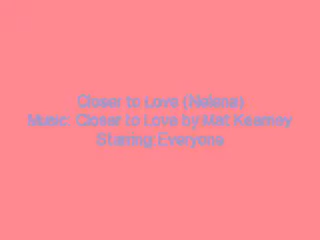 Closer to Love (Nelena)
Music: Closer to Love by Mat Kearney
Starring:Everyone